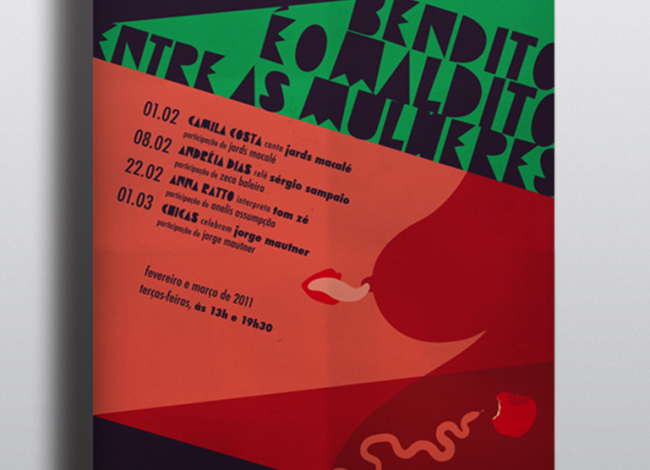 BENDITO
É O MALDITO
ENTRE AS MULHERES
01.02 CAMILA COSTA canta jards macalé
participação de jards macalé
08.02 ANDRÉIA DIAS relê sérgio sampaio
participação de zeca baleiro
22.02 ANNA RATTO interpreta tom zé
participação de anelis assumpção
01.03 CHICAS celebram jorge mautner
participação de jorge mautner
fevereiro e março de 2011
terças-feiras, às 13h e 19h30